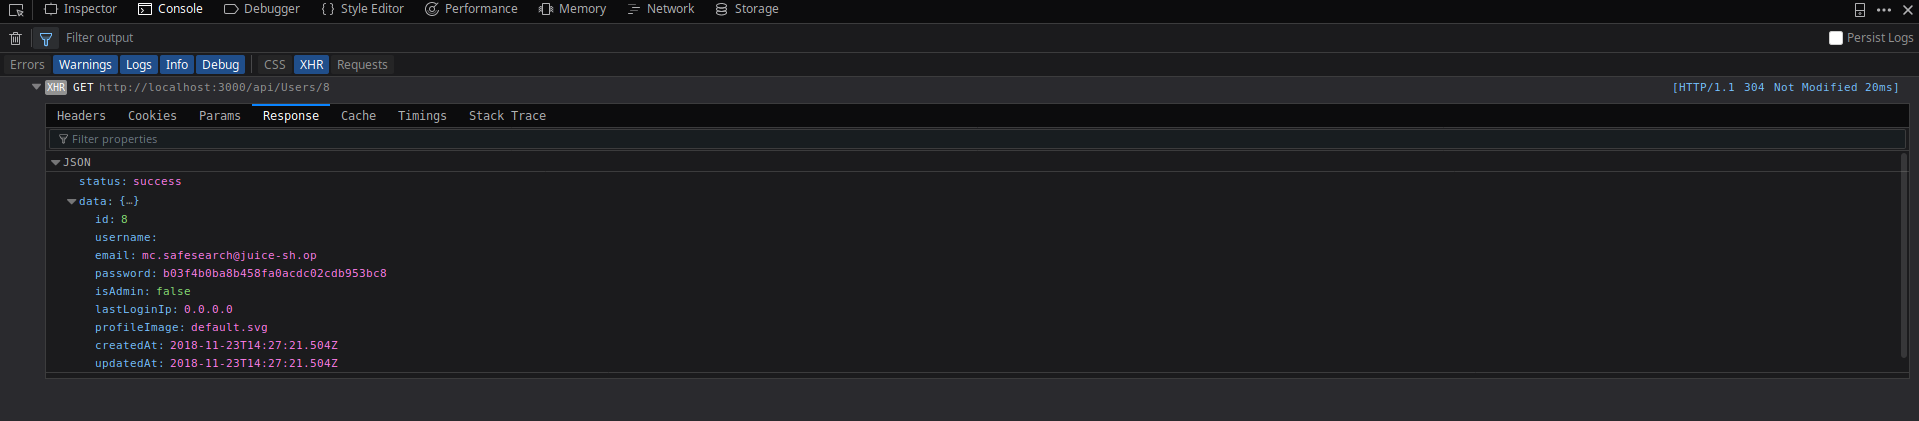 Inspector Console Debugger {} Style Editor Performance Memory Network Storage
Filter output Persist Logs
Errors Warnings Logs Info Debug CSS XHR Requests
XHR GET http://localhost:3000/api/Users/8 [HTTP/1.1 304 Not Modified 20ms]
Headers Cookies Params Response Cache Timings Stack Trace
Filter properties
JSON
status: success
data: {…}
id: 8
username:
email: mc.safesearch@juice-sh.op
password: b03f4b0ba8b458fa0acdc02cdb953bc8
isAdmin: false
lastLoginIp: 0.0.0.0
profileImage: default.svg
createdAt: 2018-11-23T14:27:21.504Z
updatedAt: 2018-11-23T14:27:21.504Z